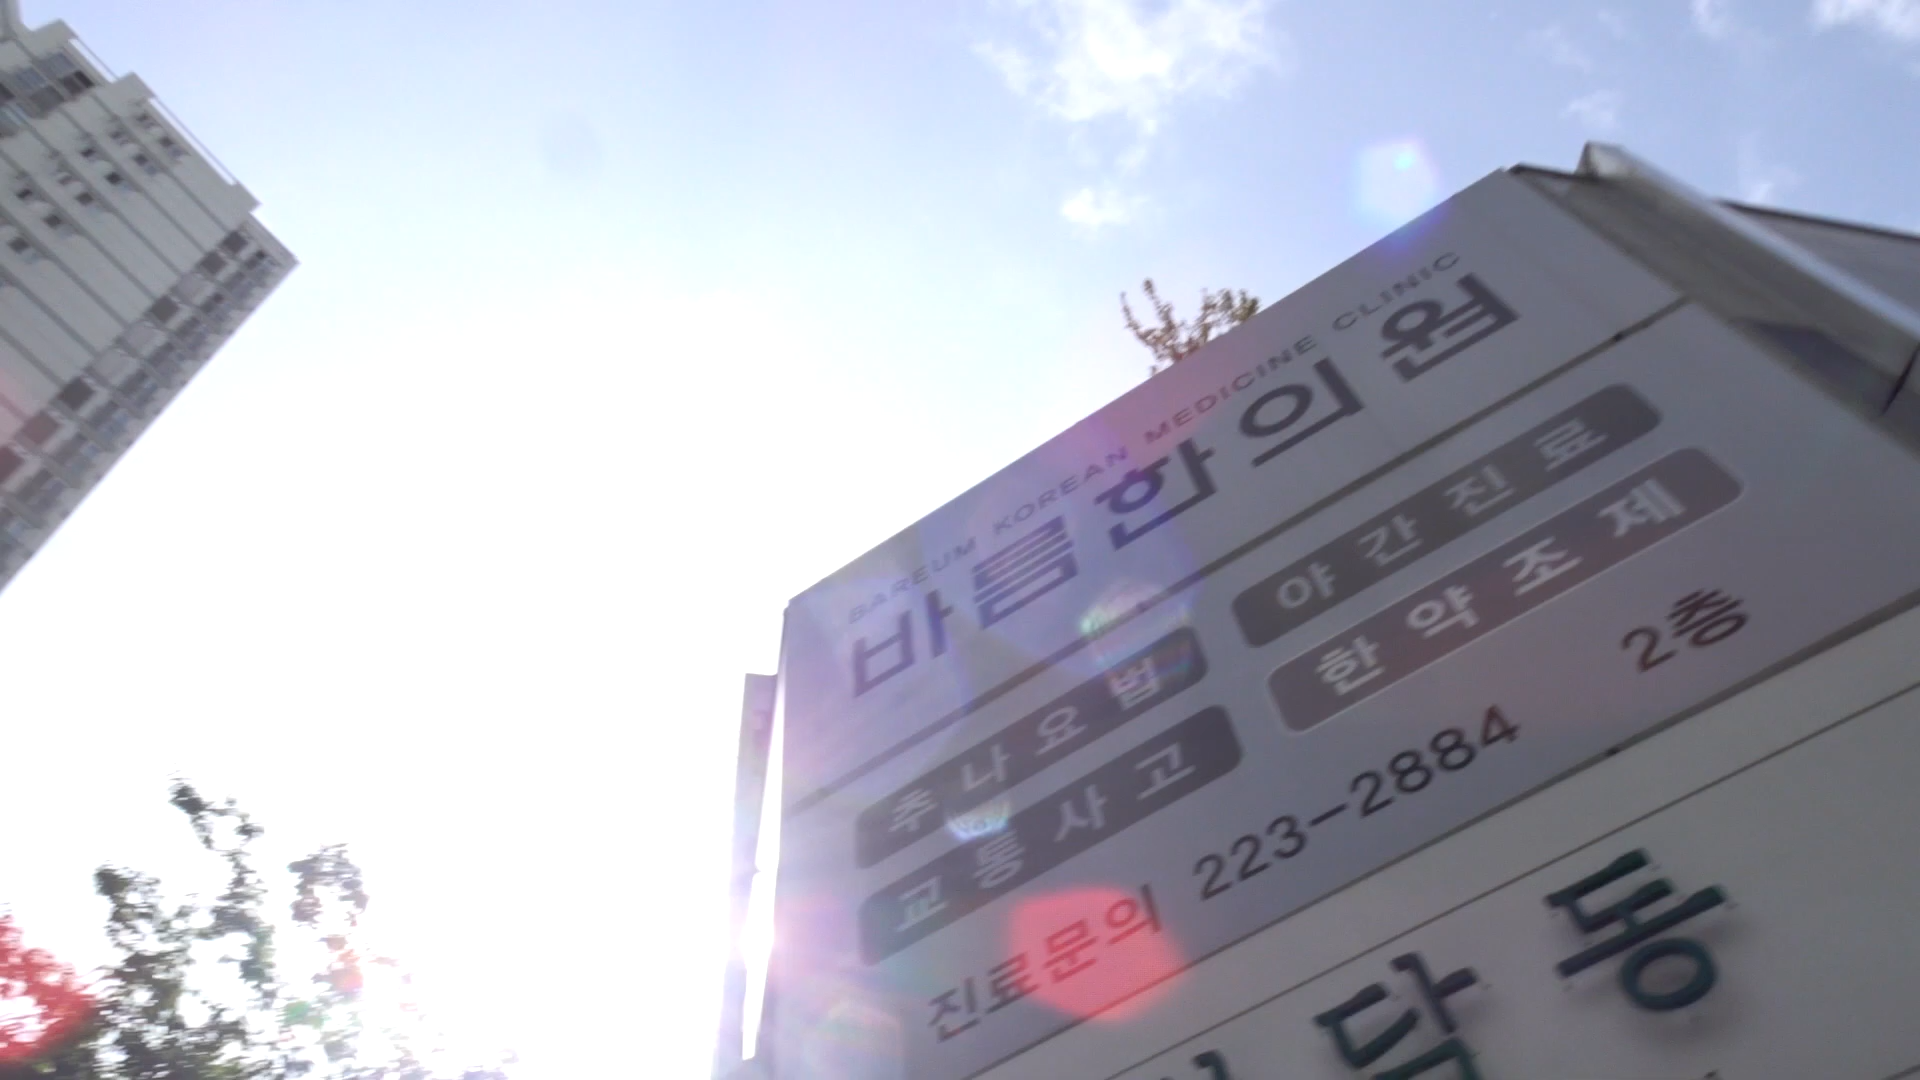 BAREUM KOREAN MEDICINE CLINIC
바름한의원
추나요법 야간진료
교통사고 한약조제
진료문의 223-2884 2층
닥동